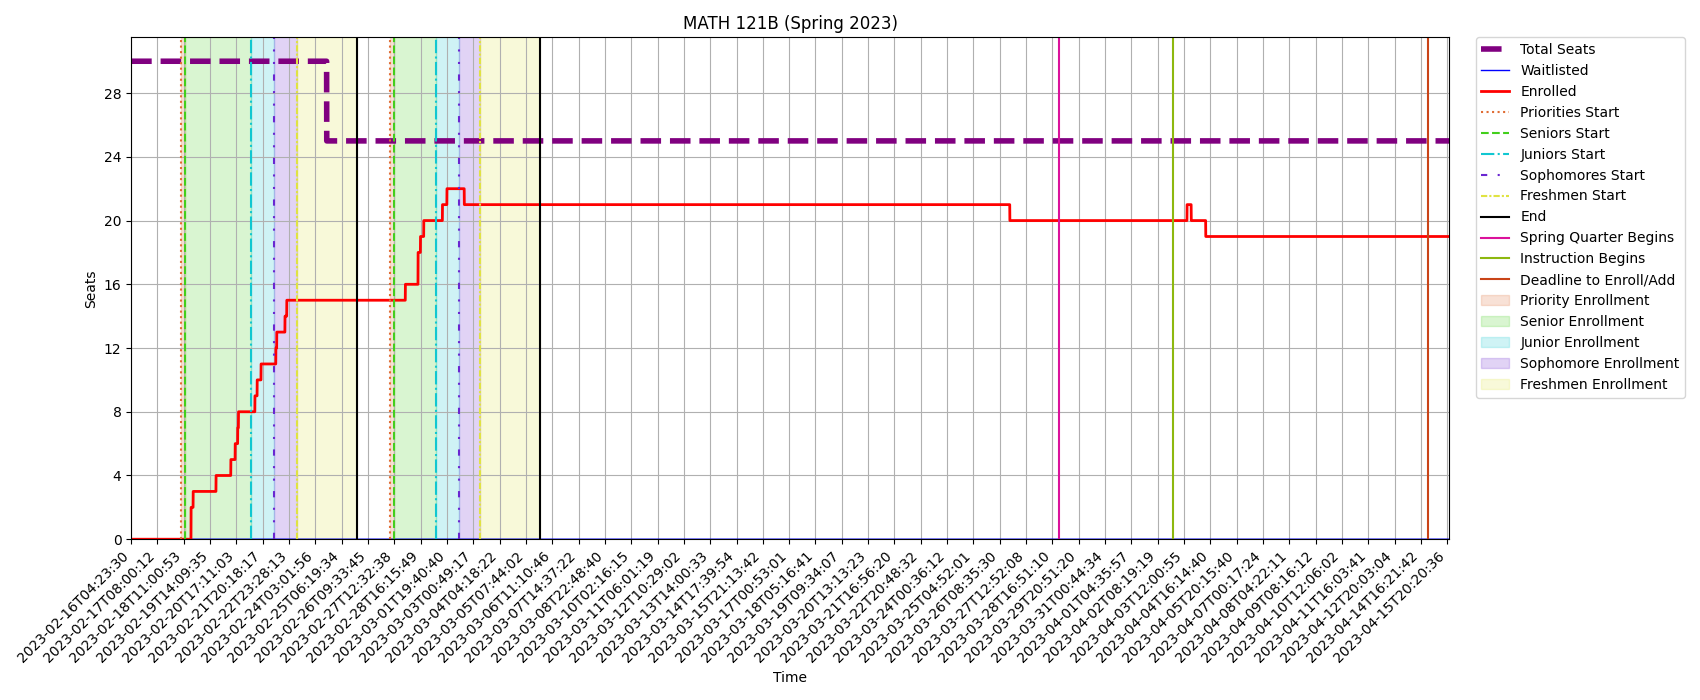 MATH 121B (Spring 2023)
Seats
28
24
20
16
12
8
4
0
2023-02-16T04:23:30
2023-02-17T08:00:12
2023-02-18T11:00:53
2023-02-19T14:09:35
2023-02-20T17:11:03
2023-02-21T20:18:17
2023-02-22T23:28:13
2023-02-24T03:01:56
2023-02-25T06:19:34
2023-02-26T09:33:45
2023-02-27T12:32:38
2023-02-28T16:15:49
2023-03-01T19:40:40
2023-03-03T00:49:17
2023-03-04T04:18:22
2023-03-05T07:44:02
2023-03-06T11:10:46
2023-03-07T14:37:22
2023-03-08T22:48:40
2023-03-10T02:16:15
2023-03-11T06:01:19
2023-03-12T10:29:02
2023-03-13T14:00:33
2023-03-14T17:39:54
2023-03-15T21:13:42
2023-03-17T00:53:01
2023-03-18T05:16:41
2023-03-19T09:34:07
2023-03-20T13:13:23
2023-03-21T16:56:20
2023-03-22T20:48:32
2023-03-24T00:36:12
2023-03-25T04:52:01
2023-03-26T08:35:30
2023-03-27T12:52:08
2023-03-28T16:51:10
2023-03-29T20:51:20
2023-03-31T00:44:34
2023-04-01T04:35:57
2023-04-02T08:19:19
2023-04-03T12:00:55
2023-04-04T16:14:40
2023-04-05T20:15:40
2023-04-07T00:17:24
2023-04-08T04:22:11
2023-04-09T08:16:12
2023-04-10T12:06:02
2023-04-11T16:03:41
2023-04-12T20:03:04
2023-04-14T16:21:42
2023-04-15T20:20:36
Time
Total Seats
Waitlisted
Enrolled
Priorities Start
Seniors Start
Juniors Start
Sophomores Start
Freshmen Start
End
Spring Quarter Begins
Instruction Begins
Deadline to Enroll/Add
Priority Enrollment
Senior Enrollment
Junior Enrollment
Sophomore Enrollment
Freshmen Enrollment